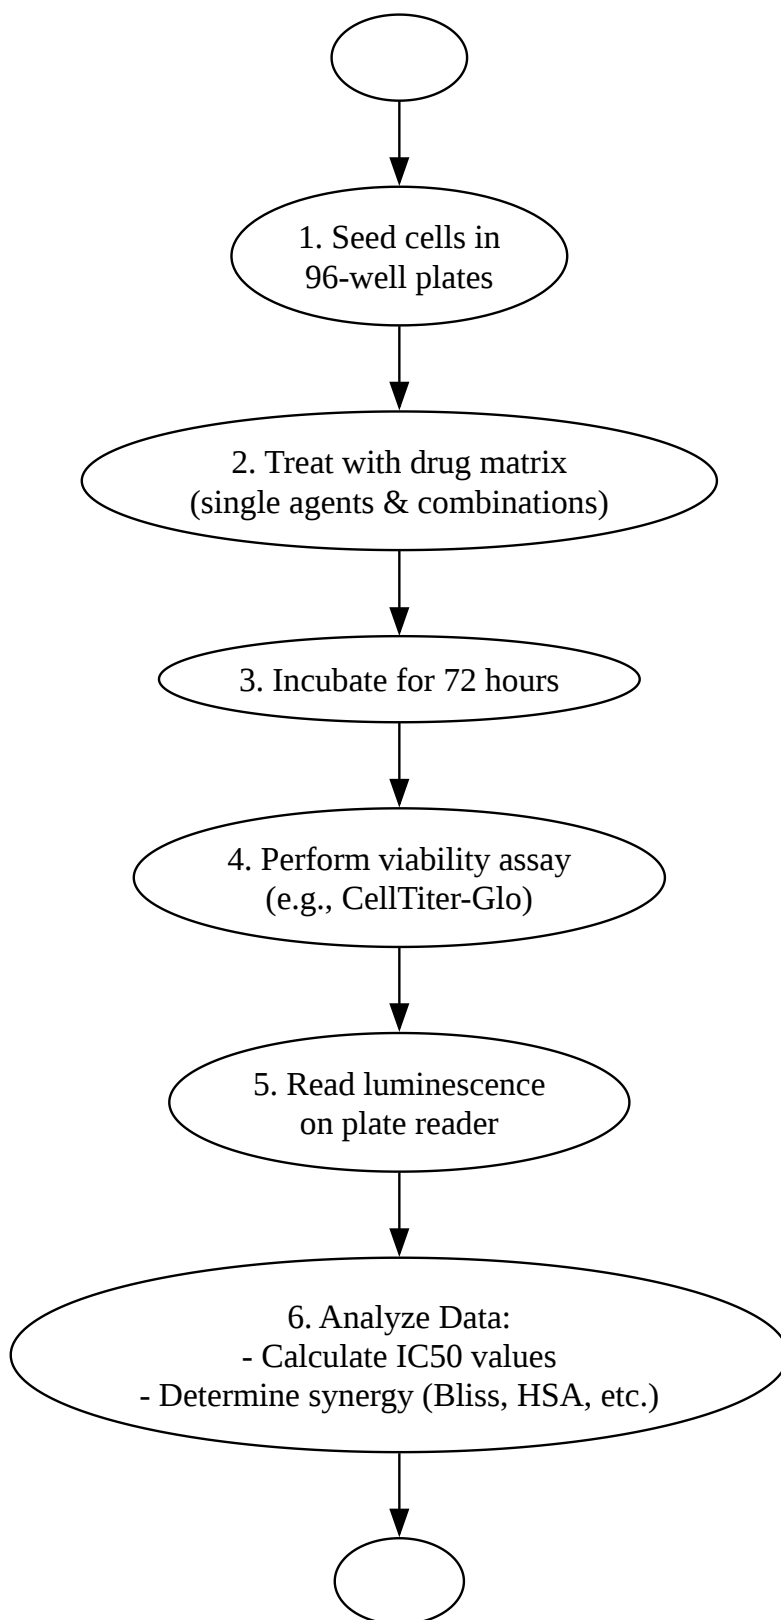 1. Seed cells in
96-well plates
2. Treat with drug matrix
(single agents & combinations)
3. Incubate for 72 hours
4. Perform viability assay
(e.g., CellTiter-Glo)
5. Read luminescence
on plate reader
6. Analyze Data:
- Calculate IC50 values
- Determine synergy (Bliss, HSA, etc.)